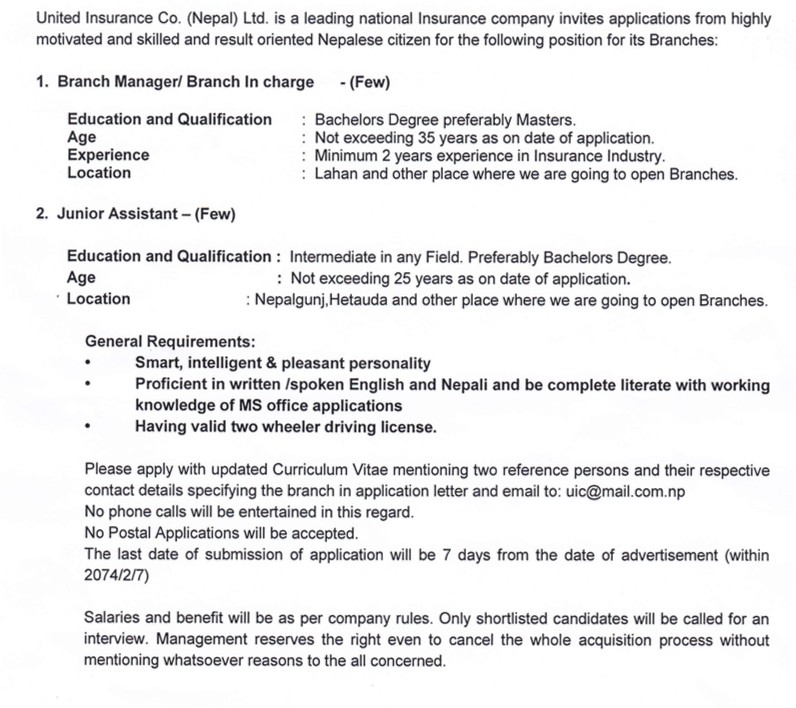 United Insurance Co. (Nepal) Ltd. is a leading national Insurance company invites applications from highly
motivated and skilled and result oriented Nepalese citizen for the following position for its Branches:
1. Branch Manager/ Branch In charge - (Few)
Education and Qualification : Bachelors Degree preferably Masters.
Age : Not exceeding 35 years as on date of application.
Experience : Minimum 2 years experience in Insurance Industry.
Location : Lahan and other place where we are going to open Branches.
2. Junior Assistant – (Few)
Education and Qualification : Intermediate in any Field. Preferably Bachelors Degree.
Age : Not exceeding 25 years as on date of application.
Location : Nepalgunj,Hetauda and other place where we are going to open Branches.
General Requirements:
• Smart, intelligent & pleasant personality
• Proficient in written /spoken English and Nepali and be complete literate with working
knowledge of MS office applications
• Having valid two wheeler driving license.
Please apply with updated Curriculum Vitae mentioning two reference persons and their respective
contact details specifying the branch in application letter and email to: uic@mail.com.np
No phone calls will be entertained in this regard.
No Postal Applications will be accepted.
The last date of submission of application will be 7 days from the date of advertisement (within
2074/2/7)
Salaries and benefit will be as per company rules. Only shortlisted candidates will be called for an
interview. Management reserves the right even to cancel the whole acquisition process without
mentioning whatsoever reasons to the all concerned.